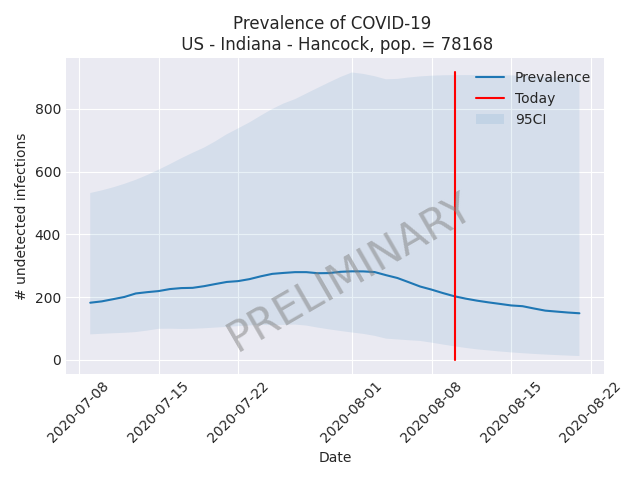 Prevalence of COVID-19
US - Indiana - Hancock, pop. = 78168
# undetected infections
800
600
400
200
0
Prevalence
Today
95CI
PRELIMINARY
2020-07-08
2020-07-15
2020-07-22
2020-08-01
2020-08-08
2020-08-15
2020-08-22
Date